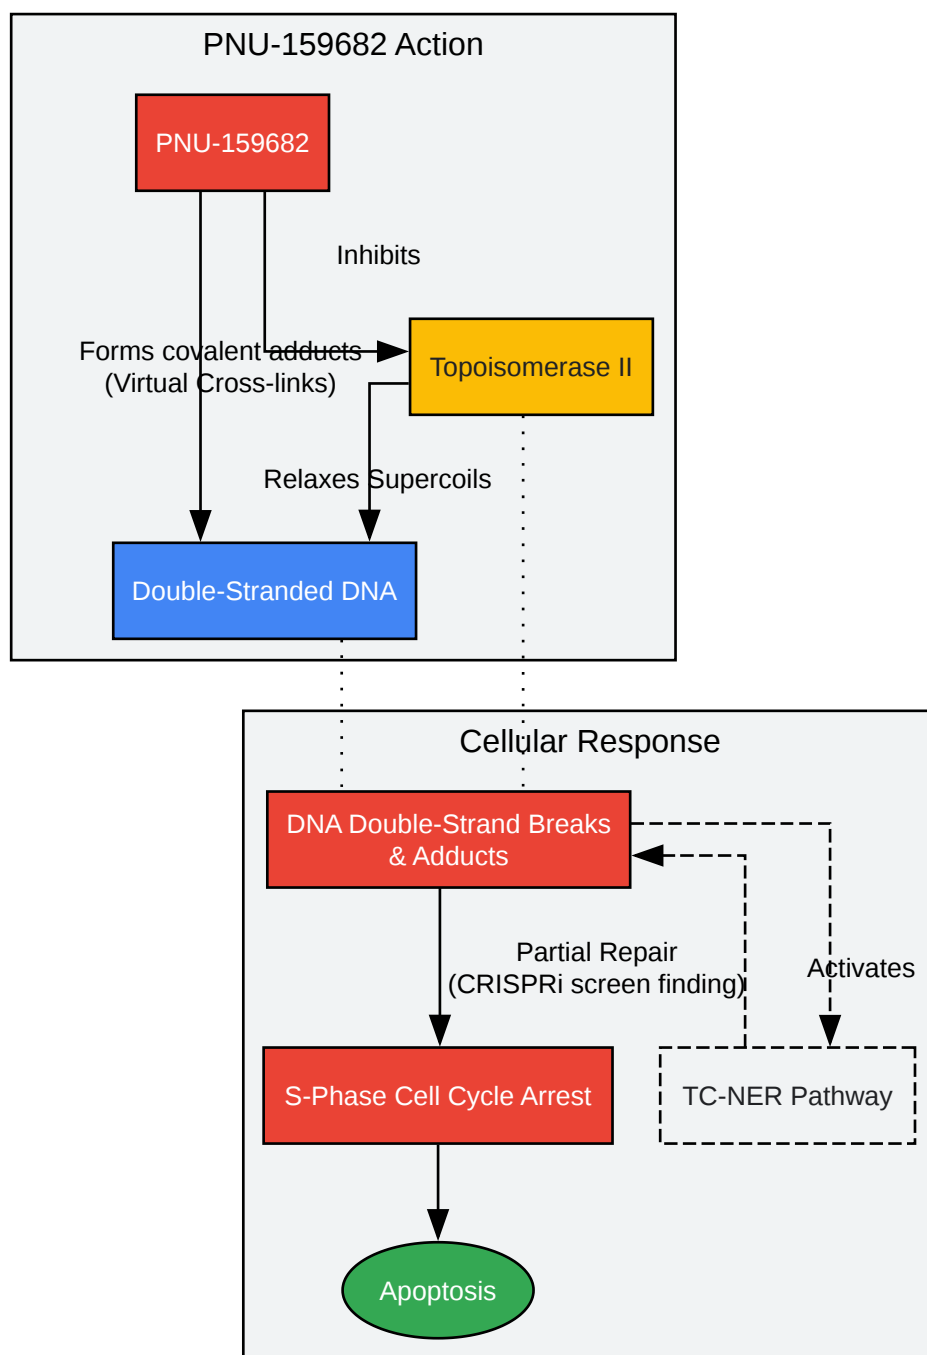 PNU-159682 Action
PNU-159682
Inhibits
Forms covalent adducts
(Virtual Cross-links)
Topoisomerase II
Relaxes Supercoils
Double-Stranded DNA
Cellular Response
DNA Double-Strand Breaks
& Adducts
Partial Repair
(CRISPRi screen finding)
Activates
S-Phase Cell Cycle Arrest
TC-NER Pathway
Apoptosis